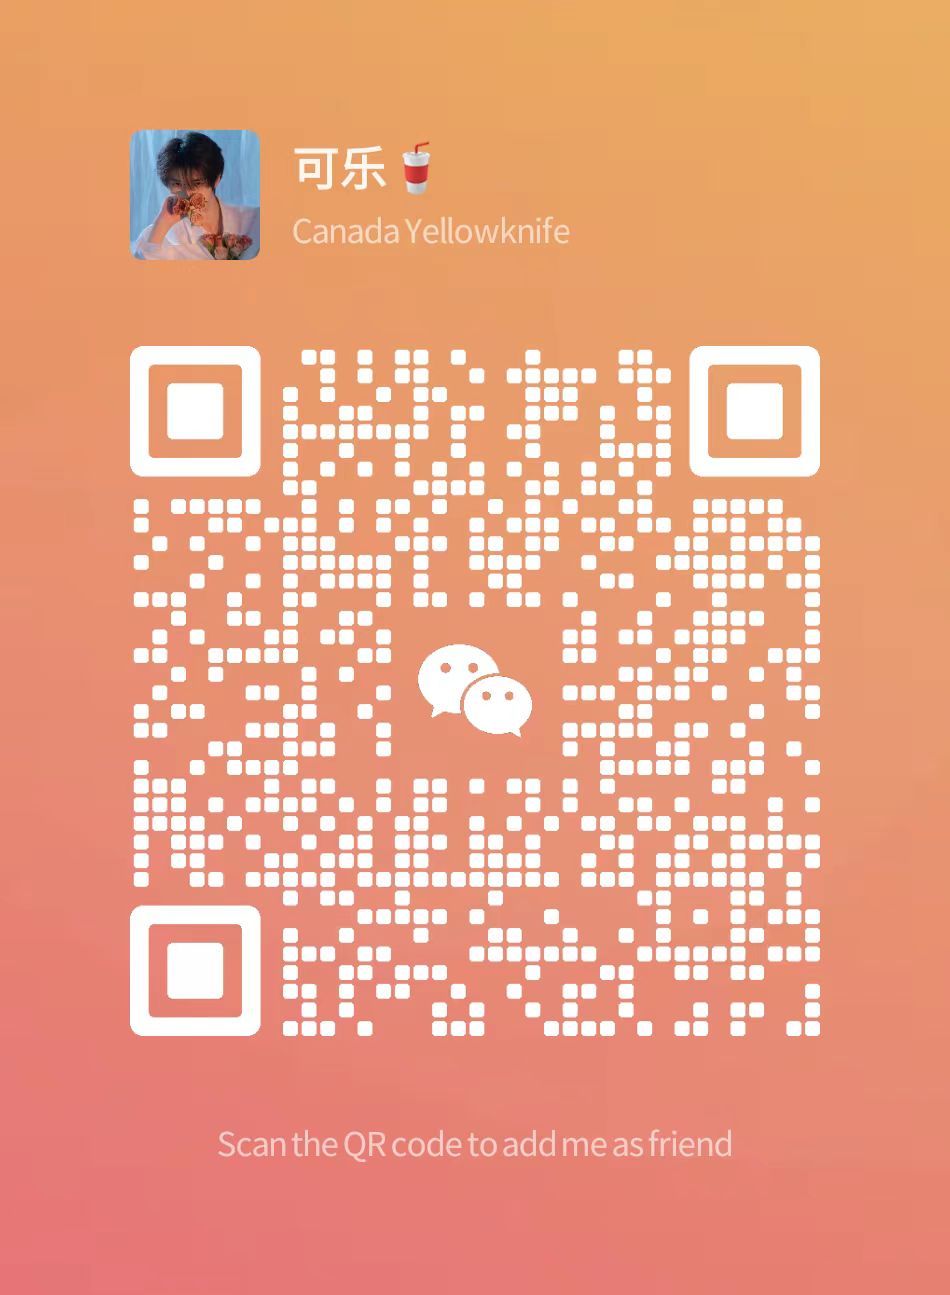 可乐🥤
Canada Yellowknife
Scan the QR code to add me as friend